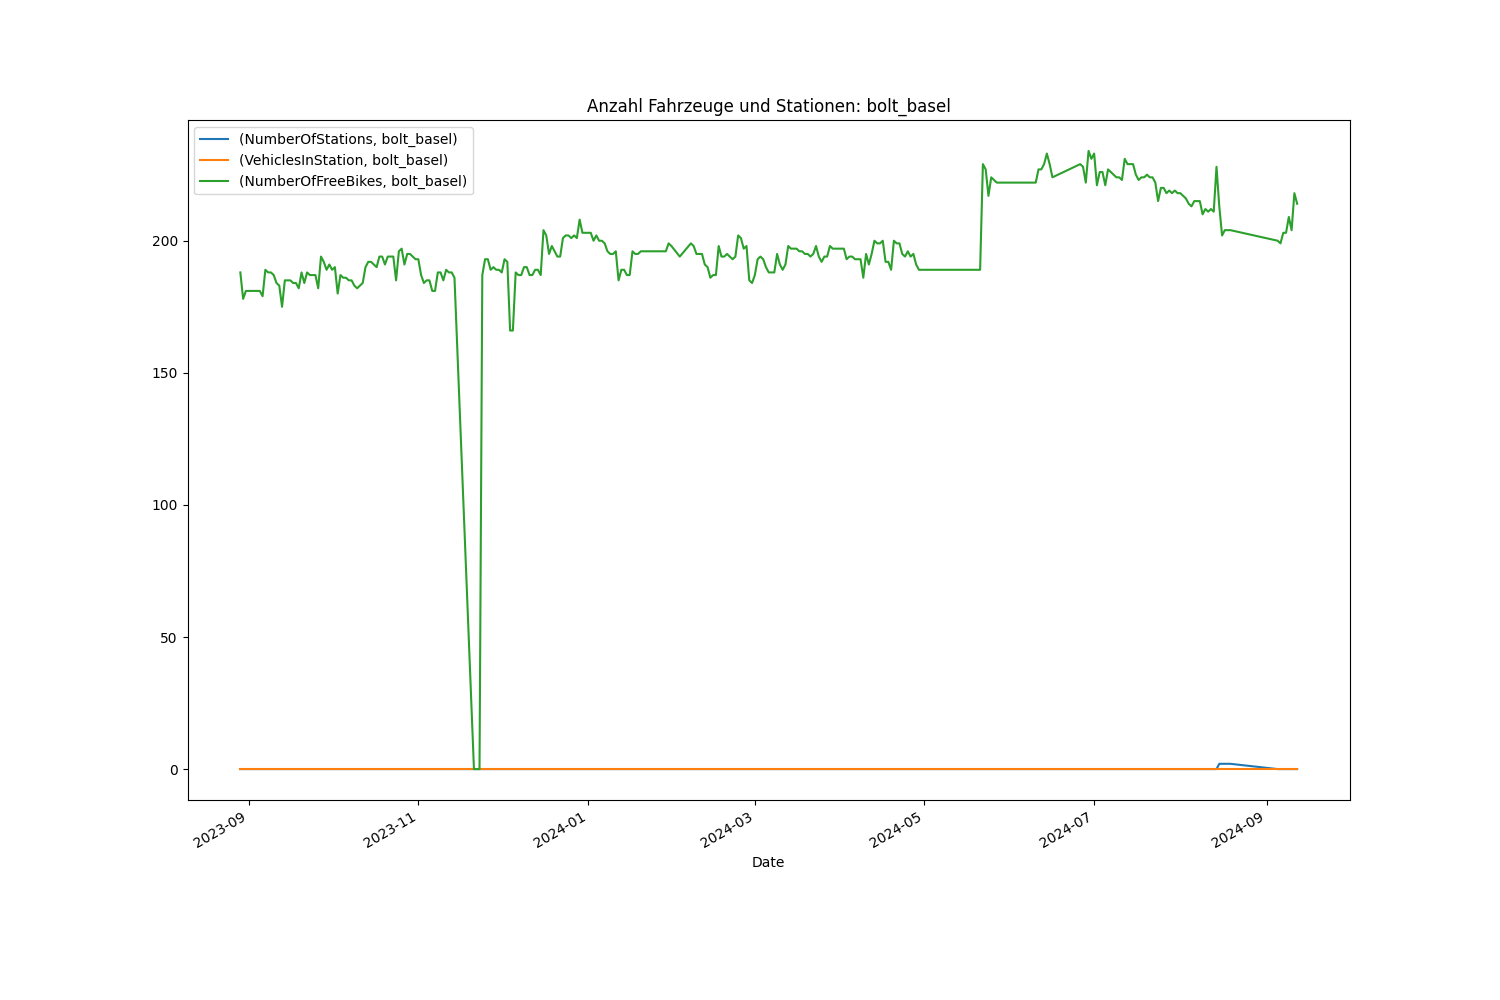 Anzahl Fahrzeuge und Stationen: bolt_basel
(NumberOfStations, bolt_basel)
(VehiclesInStation, bolt_basel)
(NumberOfFreeBikes, bolt_basel)
200
150
100
50
0
2023-09
2023-11
2024-01
2024-03
2024-05
2024-07
2024-09
Date